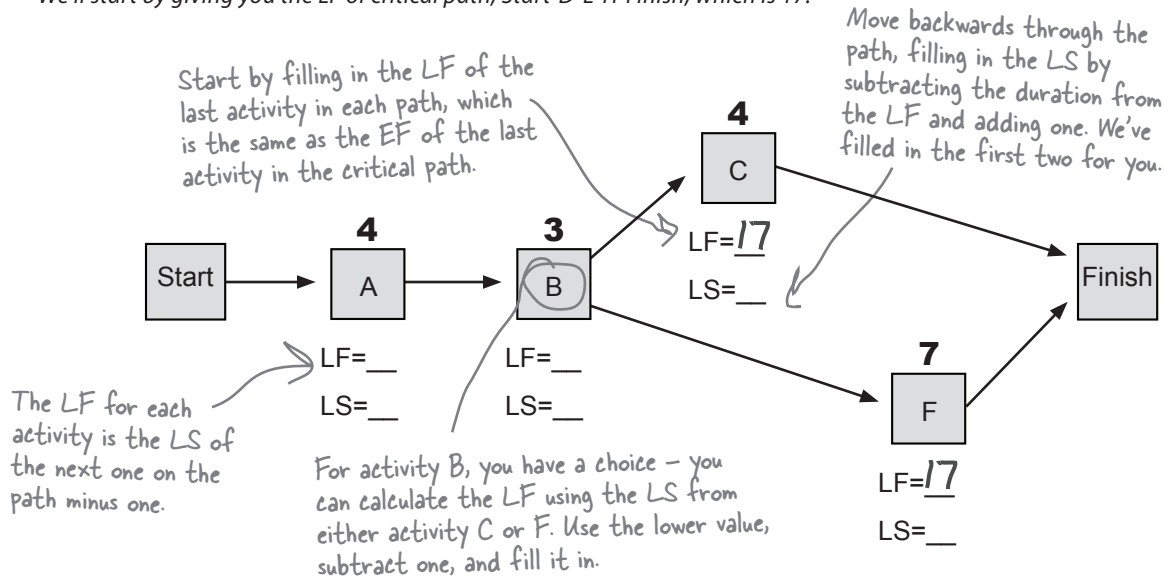 We'll start by giving you the LF of critical path, Start-D-E-H-Finish, which is 17.
Start by filling in the LF of the
last activity in each path, which
is the same as the EF of the last
activity in the critical path.
Move backwards through the
path, filling in the LS by
subtracting the duration from
the LF and adding one. We've
filled in the first two for you.
4
C
LF=17
LS=__
Start
4
A
LF=__
LS=__
3
B
LF=__
LS=__
Finish
7
F
LF=17
LS=__
The LF for each
activity is the LS of
the next one on the
path minus one.
For activity B, you have a choice – you
can calculate the LF using the LS from
either activity C or F. Use the lower value,
subtract one, and fill it in.